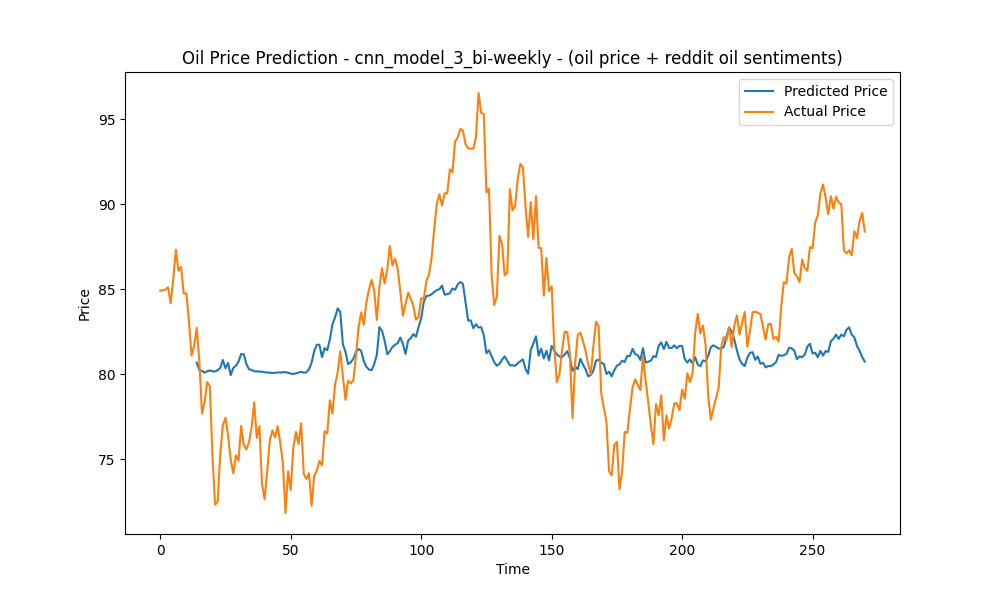 Oil Price Prediction - cnn_model_3_bi-weekly - (oil price + reddit oil sentiments)
Predicted Price
Actual Price
95
90
85
80
75
Price
0 50 100 150 200 250
Time